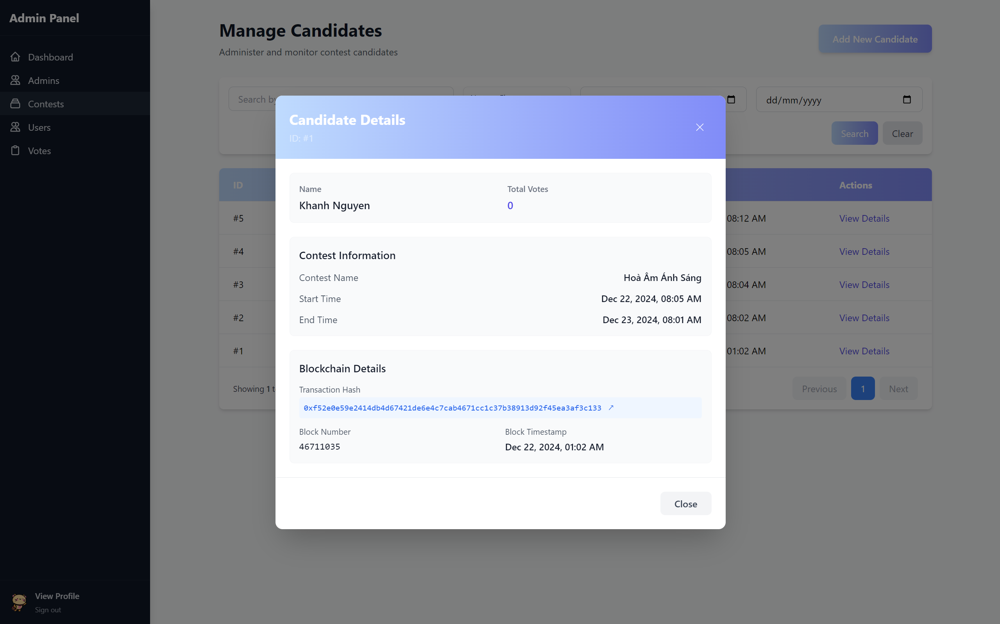 Admin Panel
Dashboard
Admins
Contests
Users
Votes
View Profile
Sign out
Manage Candidates
Administer and monitor contest candidates
Add New Candidate
Search by
dd/mm/yyyy
Search
Clear
ID
Actions
#5
08:12 AM
View Details
#4
08:05 AM
View Details
#3
08:04 AM
View Details
#2
08:02 AM
View Details
#1
01:02 AM
View Details
Showing 1
Previous
1
Next
Candidate Details
ID: #1
Name
Total Votes
Khanh Nguyen
0
Contest Information
Contest Name
Hoà Âm Ánh Sáng
Start Time
Dec 22, 2024, 08:05 AM
End Time
Dec 23, 2024, 08:01 AM
Blockchain Details
Transaction Hash
0xf52e0e59e2414db4d67421de6e4c7cab4671cc1c37b38913d92f45ea3af3c133 ↗
Block Number
Block Timestamp
46711035
Dec 22, 2024, 01:02 AM
Close